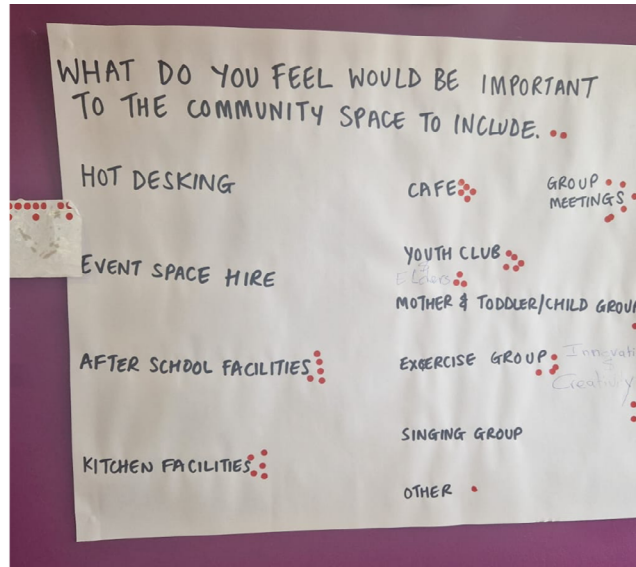 WHAT DO YOU FEEL WOULD BE IMPORTANT
TO THE COMMUNITY SPACE TO INCLUDE.
HOT DESKING
CAFE
GROUP
MEETINGS
EVENT SPACE HIRE
YOUTH CLUB
Elders
MOTHER & TODDLER/CHILD GROUP
AFTER SCHOOL FACILITIES
EXERCISE GROUP
Innovati
Creativity
SINGING GROUP
KITCHEN FACILITIES
OTHER